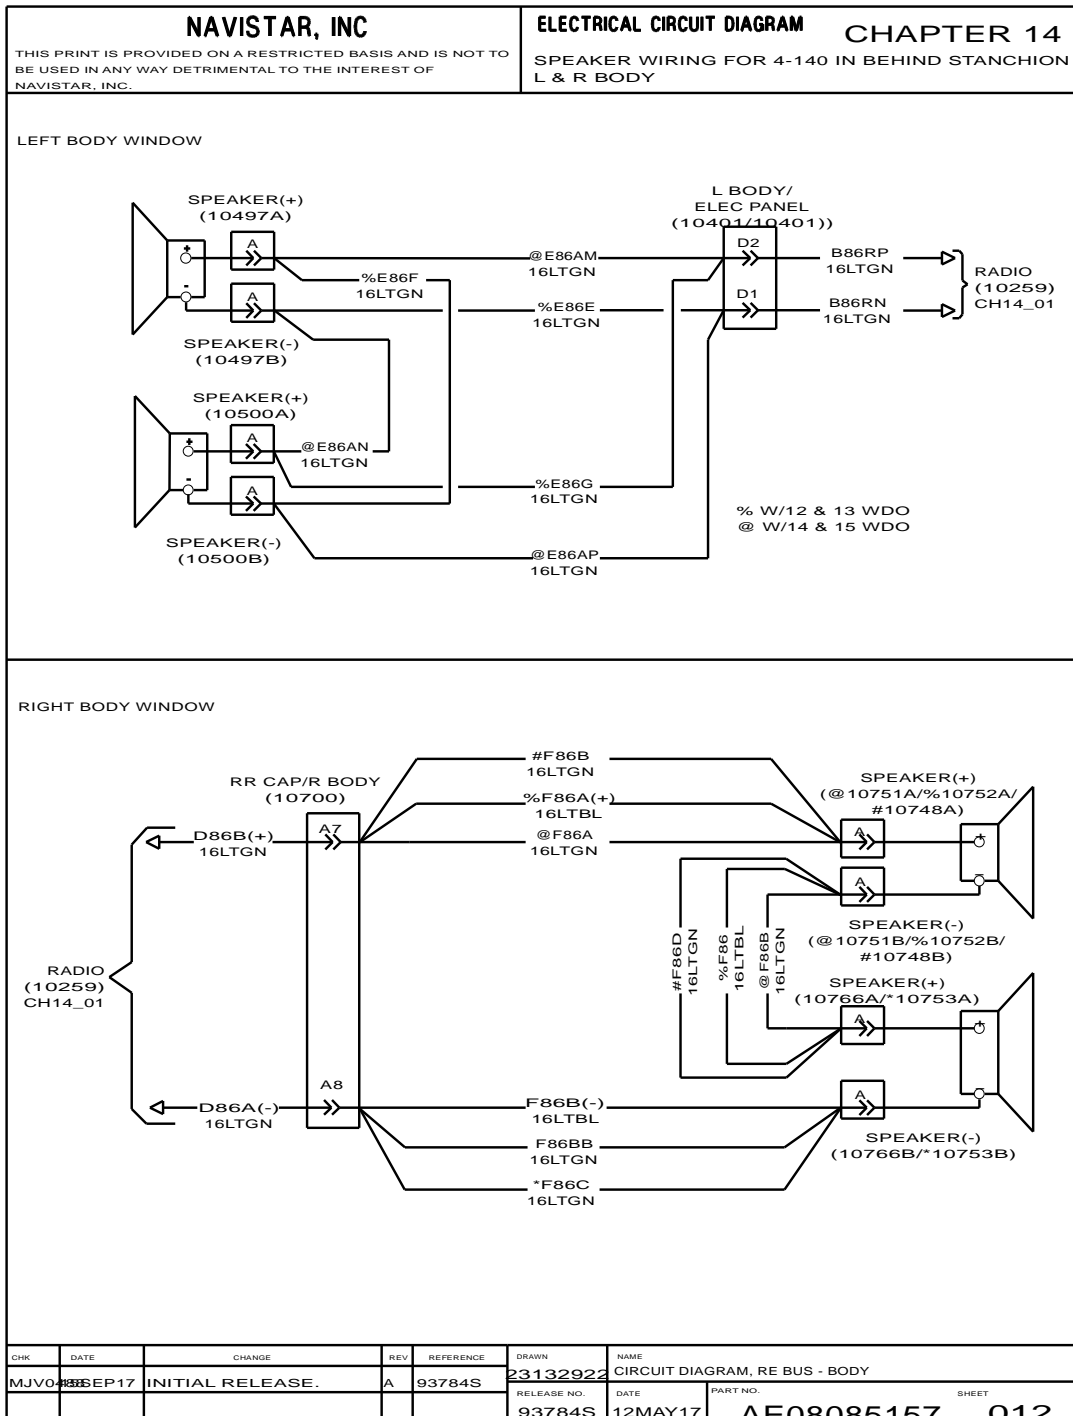 NAVISTAR, INC
THIS PRINT IS PROVIDED ON A RESTRICTED BASIS AND IS NOT TO
BE USED IN ANY WAY DETRIMENTAL TO THE INTEREST OF
NAVISTAR, INC.
ELECTRICAL CIRCUIT DIAGRAM
CHAPTER 14
SPEAKER WIRING FOR 4-140 IN BEHIND STANCHION
L & R BODY
LEFT BODY WINDOW
SPEAKER(+)
(10497A)
A
+
-
A
SPEAKER(-)
(10497B)
@E86AM
16LTGN
%E86F
16LTGN
%E86E
16LTGN
L BODY/
ELEC PANEL
(10401/10401))
D2
D1
B86RP
16LTGN
B86RN
16LTGN
RADIO
(10259)
CH14_01
SPEAKER(+)
(10500A)
A
+
-
A
SPEAKER(-)
(10500B)
@E86AN
16LTGN
%E86G
16LTGN
@E86AP
16LTGN
% W/12 & 13 WDO
@ W/14 & 15 WDO
RIGHT BODY WINDOW
RR CAP/R BODY
(10700)
A7
A8
D86B(+)
16LTGN
RADIO
(10259)
CH14_01
D86A(-)
16LTGN
#F86B
16LTGN
%F86A(+)
16LTBL
@F86A
16LTGN
SPEAKER(+)
(@10751A/%10752A/
#10748A)
A
+
-
A
SPEAKER(-)
(@10751B/%10752B/
#10748B)
#F86D
16LTGN
%F86
16LTBL
@F86B
16LTGN
SPEAKER(+)
(10766A/*10753A)
A
+
-
A
SPEAKER(-)
(10766B/*10753B)
F86B(-)
16LTBL
F86BB
16LTGN
*F86C
16LTGN
CHK DATE CHANGE REV REFERENCE
INITIAL RELEASE. A 93784S
DRAWN
23132922
NAME
CIRCUIT DIAGRAM, RE BUS - BODY
RELEASE NO.
93784S
DATE
12MAY17
PART NO.
AE08085157
SHEET
012